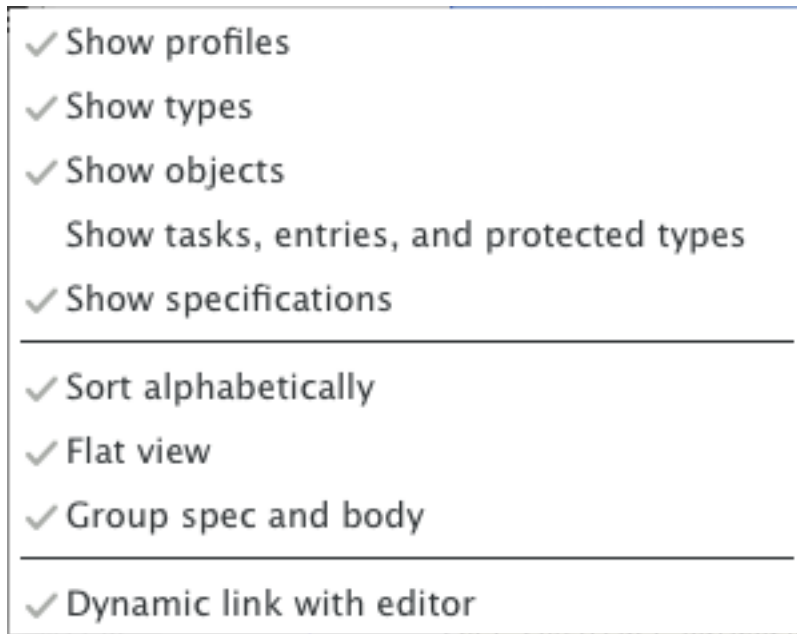 Show profiles
Show types
Show objects
Show tasks, entries, and protected types
Show specifications
Sort alphabetically
Flat view
Group spec and body
Dynamic link with editor